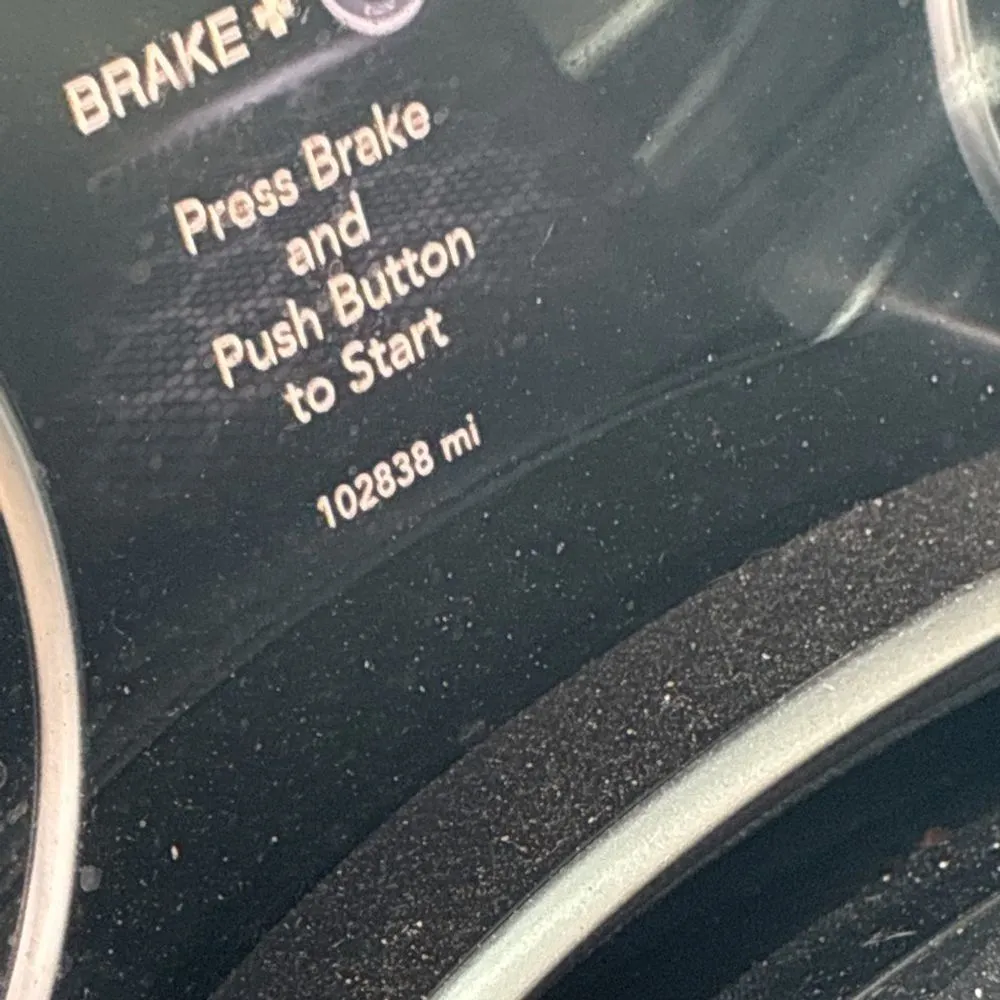 BRAKE
Press Brake
and
Push Button
to Start
102838 mi